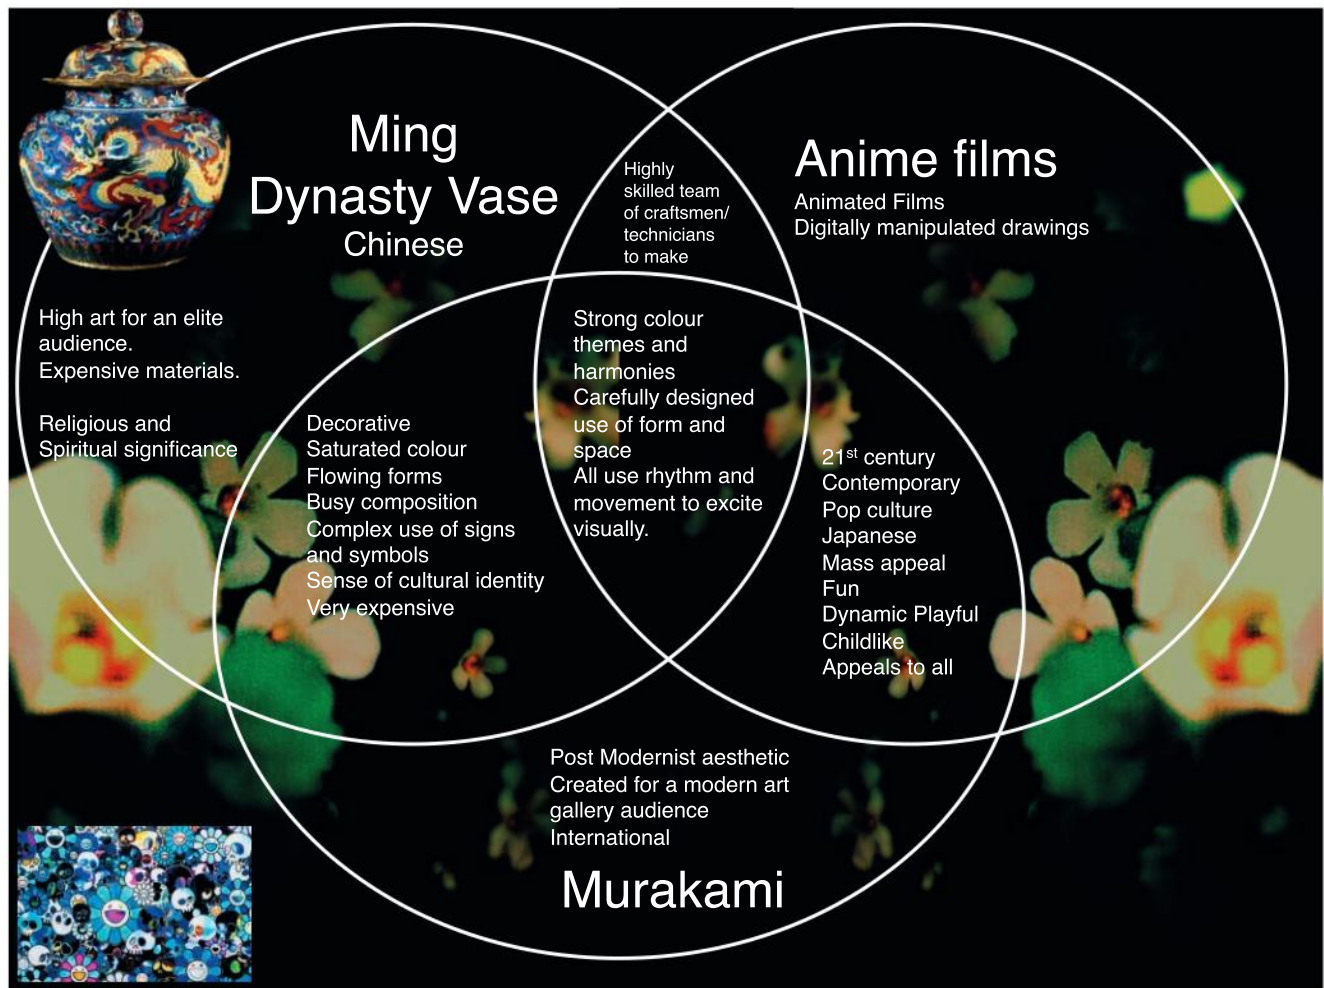 Ming
Dynasty Vase
Chinese
Highly
skilled team
of craftsmen/
technicians
to make
Anime films
Animated Films
Digitally manipulated drawings
High art for an elite
audience.
Expensive materials.
Religious and
Spiritual significance
Decorative
Saturated colour
Flowing forms
Busy composition
Complex use of signs
and symbols
Sense of cultural identity
Very expensive
Strong colour
themes and
harmonies
Carefully designed
use of form and
space
All use rhythm and
movement to excite
visually.
21st century
Contemporary
Pop culture
Japanese
Mass appeal
Fun
Dynamic Playful
Childlike
Appeals to all
Post Modernist aesthetic
Created for a modern art
gallery audience
International
Murakami